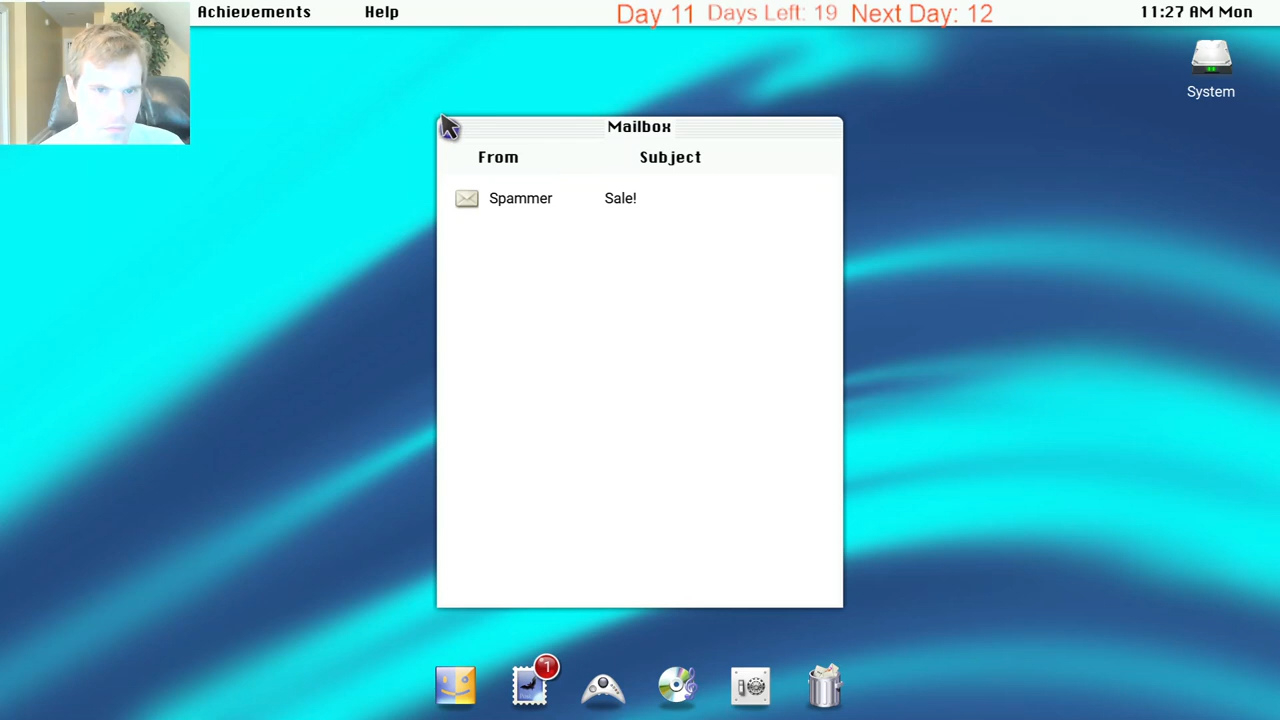 Achievements Help Day 11 Days Left: 19 Next Day: 12 11:27 AM Mon
System
Mailbox
From Subject
Spammer Sale!
1